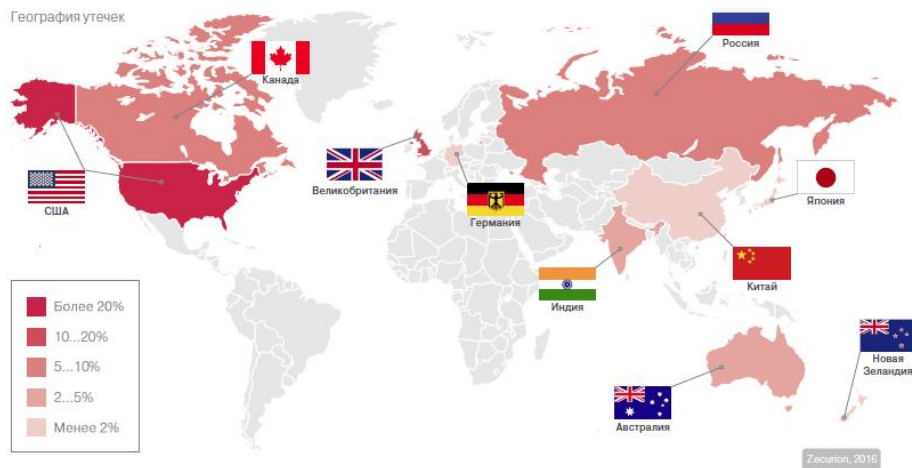 География утечек
Россия
Канада
США
Великобритания
Германия
Япония
Китай
Индия
Новая
Зеландия
Австралия
Более 20%
10...20%
5...10%
2...5%
Менее 2%
Zecurion, 2016